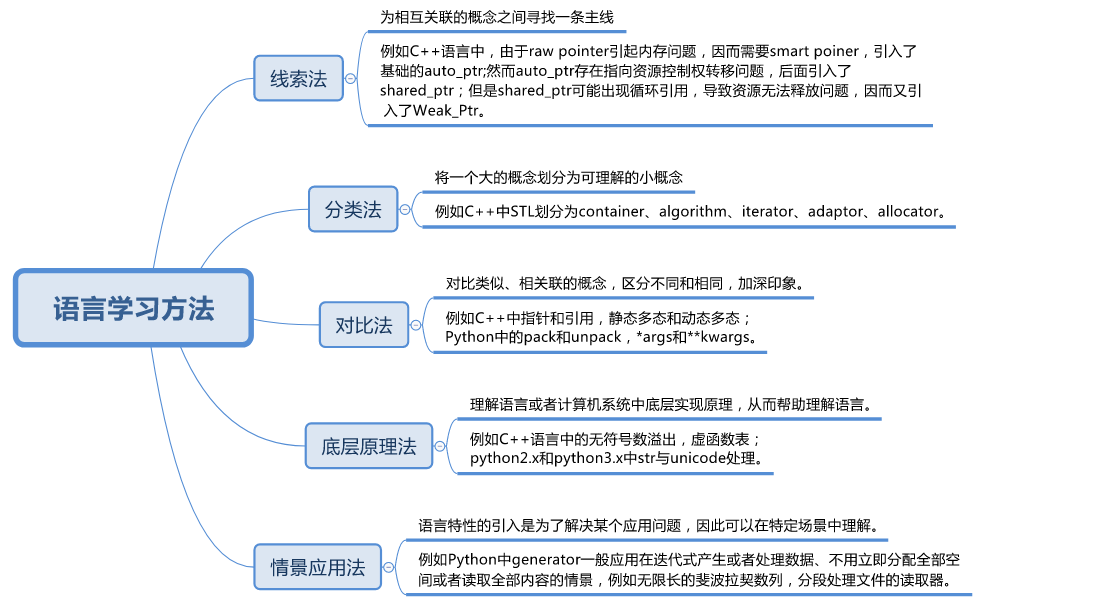 语言学习方法
线索法
为相互关联的概念之间寻找一条主线
例如C++语言中，由于raw pointer引起内存问题，因而需要smart poiner，引入了
基础的auto_ptr;然而auto_ptr存在指向资源控制权转移问题，后面引入了
shared_ptr；但是shared_ptr可能出现循环引用，导致资源无法释放问题，因而又引
入了Weak_Ptr。
分类法
将一个大的概念划分为可理解的小概念
例如C++中STL划分为container、algorithm、iterator、adaptor、allocator。
对比法
对比类似、相关联的概念，区分不同和相同，加深印象。
例如C++中指针和引用，静态多态和动态多态；
Python中的pack和unpack，*args和**kwargs。
底层原理法
理解语言或者计算机系统中底层实现原理，从而帮助理解语言。
例如C++语言中的无符号数溢出，虚函数表；
python2.x和python3.x中str与unicode处理。
情景应用法
语言特性的引入是为了解决某个应用问题，因此可以在特定场景中理解。
例如Python中generator一般应用在迭代式产生或者处理数据、不用立即分配全部空
间或者读取全部内容的情景，例如无限长的斐波拉契数列，分段处理文件的读取器。